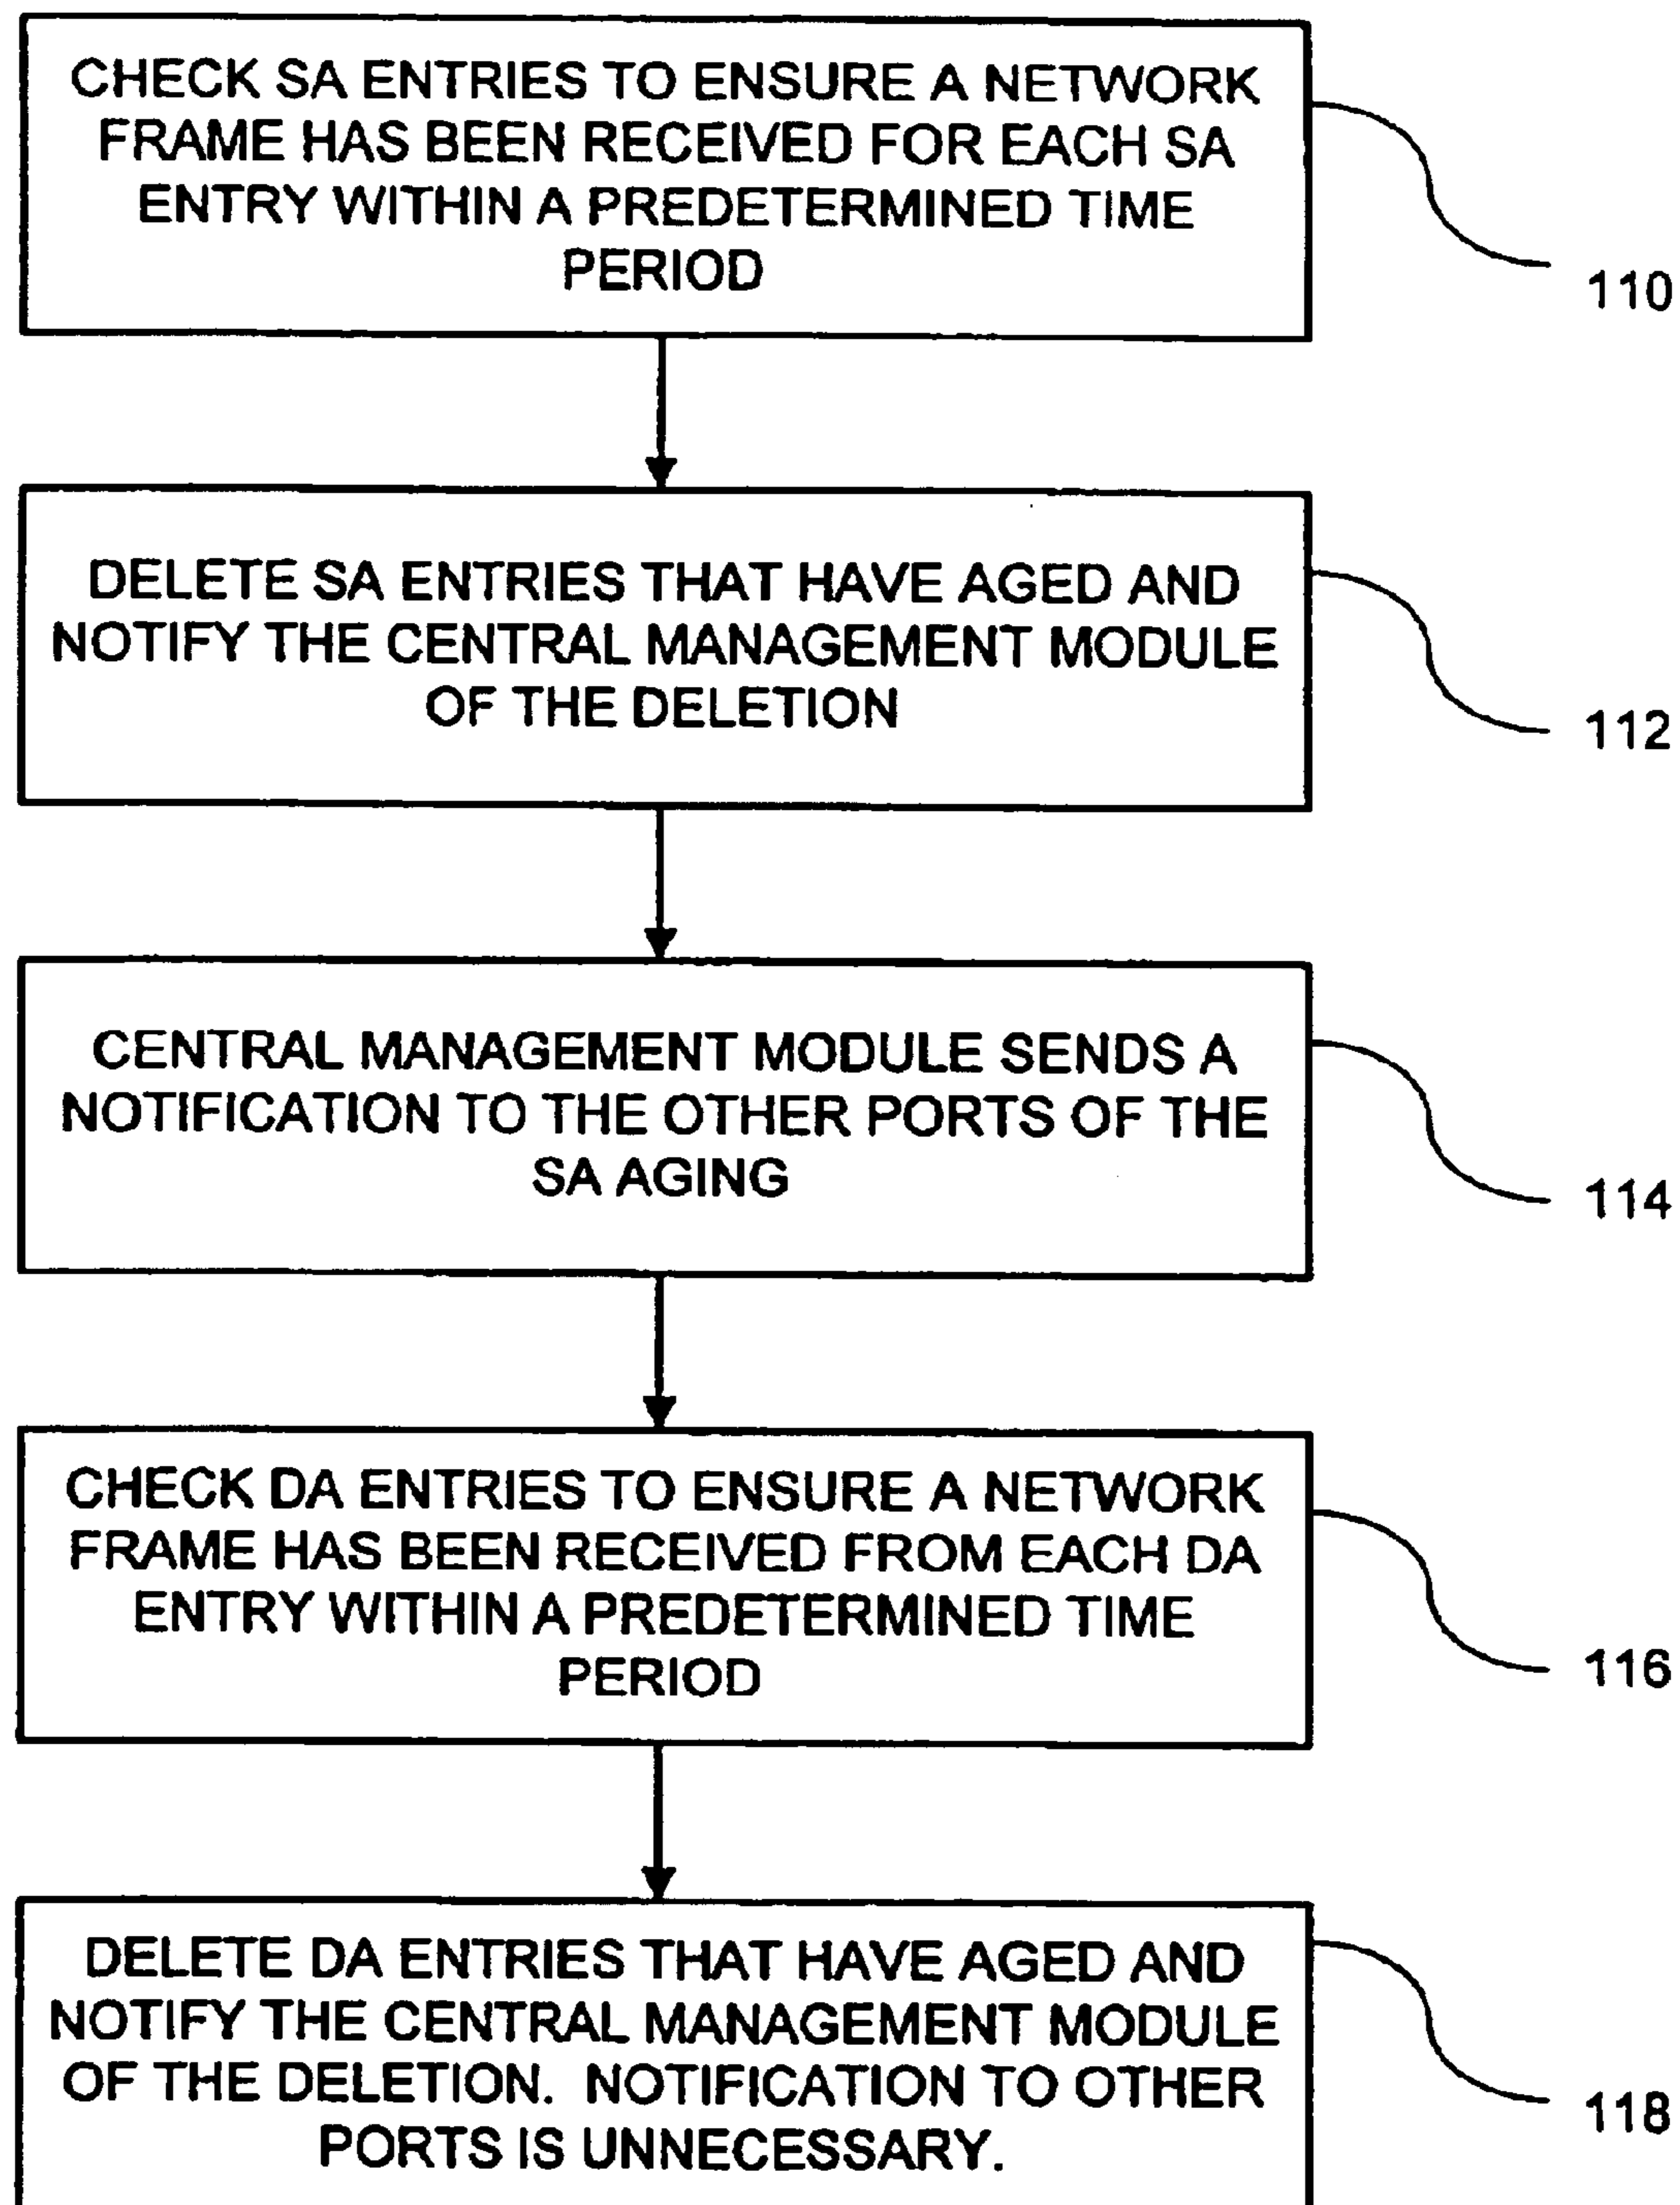 CHECK SA ENTRIES TO ENSURE A NETWORK
FRAME HAS BEEN RECEIVED FOR EACH SA
ENTRY WITHIN A PREDETERMINED TIME
PERIOD
110
DELETE SA ENTRIES THAT HAVE AGED AND
NOTIFY THE CENTRAL MANAGEMENT MODULE
OF THE DELETION
112
CENTRAL MANAGEMENT MODULE SENDS A
NOTIFICATION TO THE OTHER PORTS OF THE
SA AGING
114
CHECK DA ENTRIES TO ENSURE A NETWORK
FRAME HAS BEEN RECEIVED FROM EACH DA
ENTRY WITHIN A PREDETERMINED TIME
PERIOD
116
DELETE DA ENTRIES THAT HAVE AGED AND
NOTIFY THE CENTRAL MANAGEMENT MODULE
OF THE DELETION. NOTIFICATION TO OTHER
PORTS IS UNNECESSARY.
118